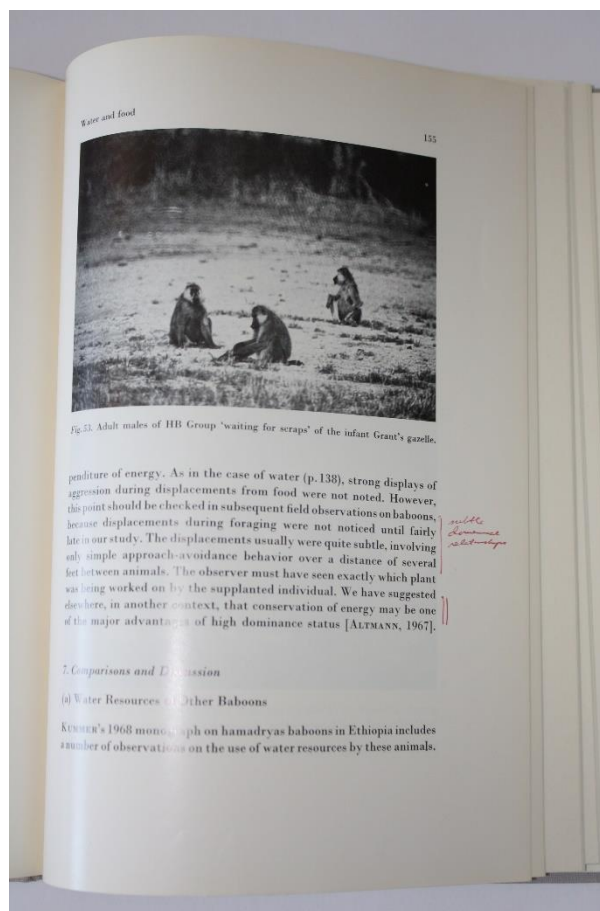 Water and food
155
Fig. 53. Adult males of HB Group 'waiting for scraps' of the infant Grant's gazelle.
penditure of energy. As in the case of water (p. 138), strong displays of
aggression during displacements from food were not noted. However,
this point should be checked in subsequent field observations on baboons,
because displacements during foraging were not noticed until fairly
late in our study. The displacements usually were quite subtle, involving
only simple approach-avoidance behavior over a distance of several
feet between animals. The observer must have seen exactly which plant
was being worked on by the supplanted individual. We have suggested
elsewhere, in another context, that conservation of energy may be one
of the major advantages of high dominance status [ALTMANN, 1967].
subtle
dominance
relationships
7. Comparisons and Discussion
(a) Water Resources of Other Baboons
KUMMER's 1968 monograph on hamadryas baboons in Ethiopia includes
a number of observations on the use of water resources by these animals.